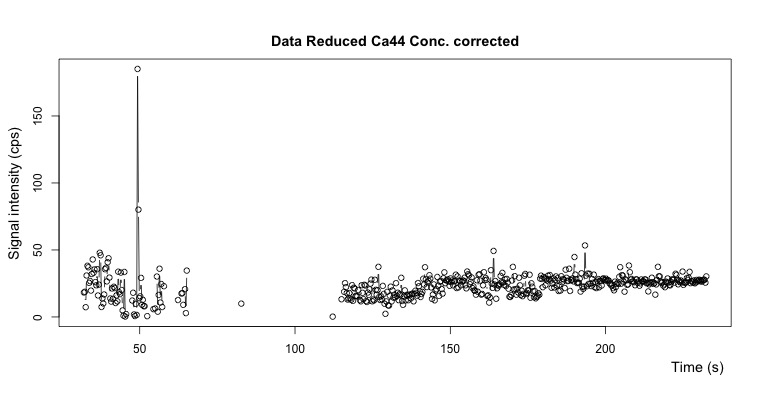 Data Reduced Ca44 Conc. corrected
Signal intensity (cps)
150
100
50
0
50 100 150 200
Time (s)